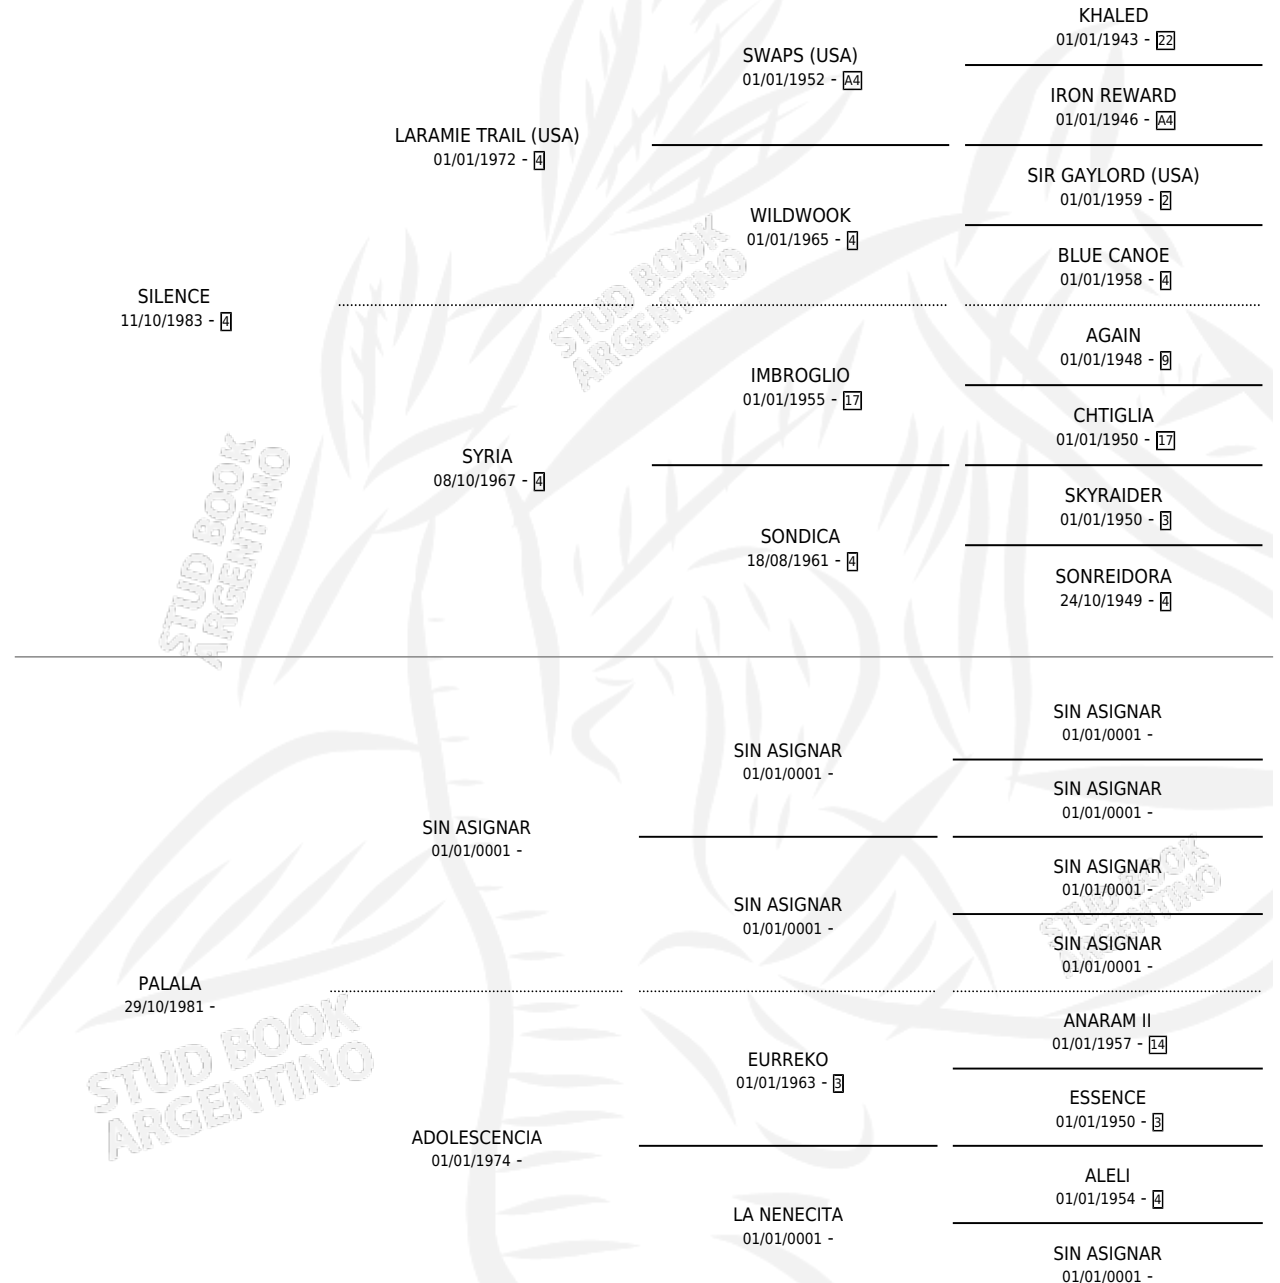 KHALED
01/01/1943 - 22
SWAPS (USA)
01/01/1952 - A4
IRON REWARD
01/01/1946 - A4
LARAMIE TRAIL (USA)
01/01/1972 - 4
SIR GAYLORD (USA)
01/01/1959 - 2
WILDWOOK
01/01/1965 - 4
BLUE CANOE
01/01/1958 - 4
SILENCE
11/10/1983 - 4
STUD BOOK
ARGENTINO
AGAIN
01/01/1948 - 9
IMBROGLIO
01/01/1955 - 17
CHTIGLIA
01/01/1950 - 17
SYRIA
08/10/1967 - 4
SKYRAIDER
01/01/1950 - 3
SONDICA
18/08/1961 - 4
SONREIDORA
24/10/1949 - 4
STUD BOOK
ARGENTINO
SIN ASIGNAR
01/01/0001 -
SIN ASIGNAR
01/01/0001 -
SIN ASIGNAR
01/01/0001 -
SIN ASIGNAR
01/01/0001 -
SIN ASIGNAR
01/01/0001 -
SIN ASIGNAR
01/01/0001 -
SIN ASIGNAR
01/01/0001 -
STUD BOOK
ARGENTINO
PALALA
29/10/1981 -
ANARAM II
01/01/1957 - 14
EURREKO
01/01/1963 - 3
ESSENCE
01/01/1950 - 3
STUD BOOK
ARGENTINO
ADOLESCENCIA
01/01/1974 -
ALELI
01/01/1954 - 4
LA NENECITA
01/01/0001 -
SIN ASIGNAR
01/01/0001 -